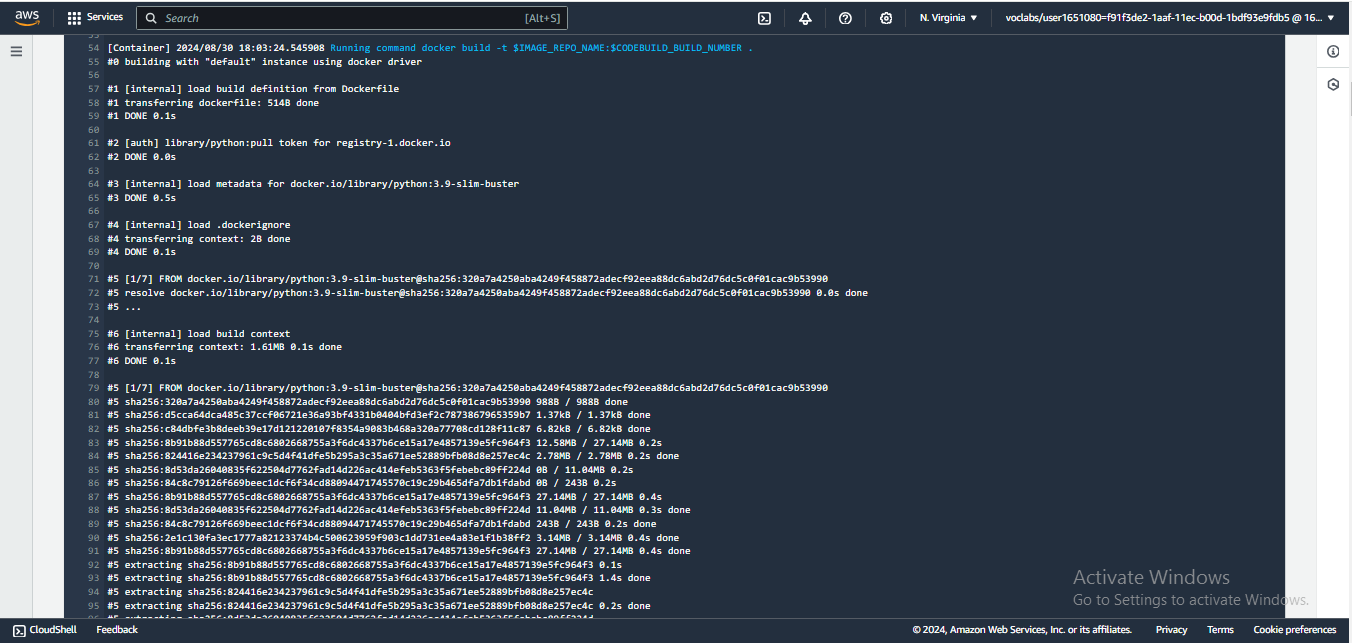 aws Services Search [Alt+S] N. Virginia voclabs/user1651080=f91f3de2-1aaf-11ec-b00d-1bdf93e9fdb5 @ 16...
53
54 [Container] 2024/08/30 18:03:24.545908 Running command docker build -t $IMAGE_REPO_NAME:$CODEBUILD_BUILD_NUMBER .
55 #0 building with "default" instance using docker driver
56
57 #1 [internal] load build definition from Dockerfile
58 #1 transferring dockerfile: 514B done
59 #1 DONE 0.1s
60
61 #2 [auth] library/python:pull token for registry-1.docker.io
62 #2 DONE 0.0s
63
64 #3 [internal] load metadata for docker.io/library/python:3.9-slim-buster
65 #3 DONE 0.5s
66
67 #4 [internal] load .dockerignore
68 #4 transferring context: 2B done
69 #4 DONE 0.1s
70
71 #5 [1/7] FROM docker.io/library/python:3.9-slim-buster@sha256:320a7a4250aba4249f458872adecf92eea88dc6abd2d76dc5c0f01cac9b53990
72 #5 resolve docker.io/library/python:3.9-slim-buster@sha256:320a7a4250aba4249f458872adecf92eea88dc6abd2d76dc5c0f01cac9b53990 0.0s done
73 #5 ...
74
75 #6 [internal] load build context
76 #6 transferring context: 1.61MB 0.1s done
77 #6 DONE 0.1s
78
79 #5 [1/7] FROM docker.io/library/python:3.9-slim-buster@sha256:320a7a4250aba4249f458872adecf92eea88dc6abd2d76dc5c0f01cac9b53990
80 #5 sha256:320a7a4250aba4249f458872adecf92eea88dc6abd2d76dc5c0f01cac9b53990 988B / 988B done
81 #5 sha256:d5cca64dca485c37ccf06721e36a93bf4331b0404bfd3ef2c7873867965359b7 1.37kB / 1.37kB done
82 #5 sha256:c84dbfe3b8deeb39e17d121220107f8354a9083b468a320a77708cd128f11c87 6.82kB / 6.82kB done
83 #5 sha256:8b91b88d557765cd8c6802668755a3f6dc4337b6ce15a17e4857139e5fc964f3 12.58MB / 27.14MB 0.2s
84 #5 sha256:824416e234237961c9c5d4f41dfe5b295a3c35a671ee52889bfb08d8e257ec4c 2.78MB / 2.78MB 0.2s done
85 #5 sha256:8d53da26040835f622504d7762fad14d226ac414efeb5363f5febebc89ff224d 0B / 11.04MB 0.2s
86 #5 sha256:84c8c79126f669beec1dcf6f34cd88094471745570c19c29b465dfa7db1fdabd 0B / 243B 0.2s
87 #5 sha256:8b91b88d557765cd8c6802668755a3f6dc4337b6ce15a17e4857139e5fc964f3 27.14MB / 27.14MB 0.4s
88 #5 sha256:8d53da26040835f622504d7762fad14d226ac414efeb5363f5febebc89ff224d 11.04MB / 11.04MB 0.3s done
89 #5 sha256:84c8c79126f669beec1dcf6f34cd88094471745570c19c29b465dfa7db1fdabd 243B / 243B 0.2s done
90 #5 sha256:2e1c130fa3ec1777a82123374b4c500623959f903c1dd731ee4a83e1f1b38ff2 3.14MB / 3.14MB 0.4s done
91 #5 sha256:8b91b88d557765cd8c6802668755a3f6dc4337b6ce15a17e4857139e5fc964f3 27.14MB / 27.14MB 0.4s done
92 #5 extracting sha256:8b91b88d557765cd8c6802668755a3f6dc4337b6ce15a17e4857139e5fc964f3 0.1s
93 #5 extracting sha256:8b91b88d557765cd8c6802668755a3f6dc4337b6ce15a17e4857139e5fc964f3 1.4s done
94 #5 extracting sha256:824416e234237961c9c5d4f41dfe5b295a3c35a671ee52889bfb08d8e257ec4c
95 #5 extracting sha256:824416e234237961c9c5d4f41dfe5b295a3c35a671ee52889bfb08d8e257ec4c 0.2s done
Activate Windows
Go to Settings to activate Windows.
CloudShell Feedback © 2024, Amazon Web Services, Inc. or its affiliates. Privacy Terms Cookie preferences